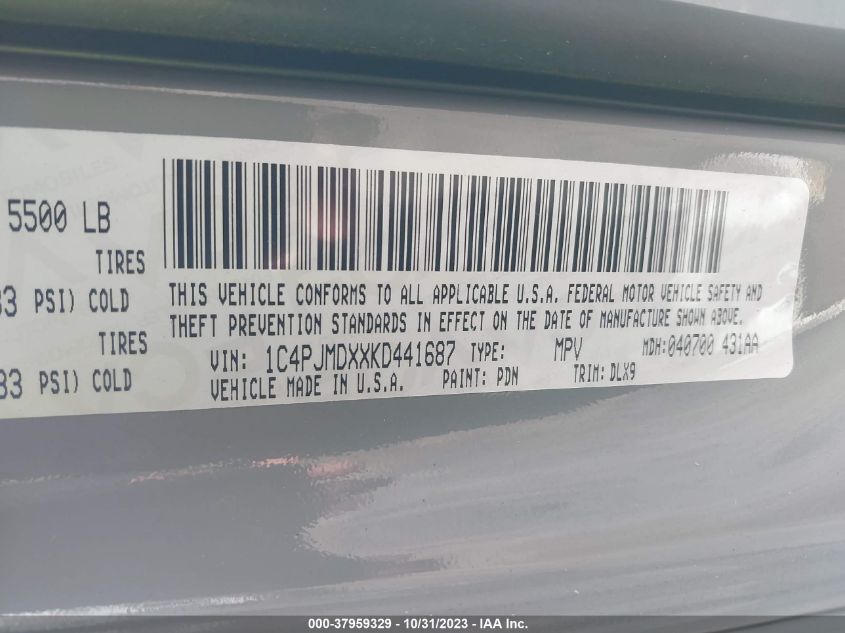 5500 LB
TIRES
33 PSI) COLD
TIRES
33 PSI) COLD
THIS VEHICLE CONFORMS TO ALL APPLICABLE U.S.A. FEDERAL MOTOR VEHICLE SAFETY AND
THEFT PREVENTION STANDARDS IN EFFECT ON THE DATE OF MANUFACTURE SHOWN ABOVE.
VIN: 1C4PJMDXXKD441687 TYPE: MPV MDH:040700 431AA
VEHICLE MADE IN U.S.A. PAINT: PDN TRIM: DLX9
000-37959329 - 10/31/2023 - IAA Inc.